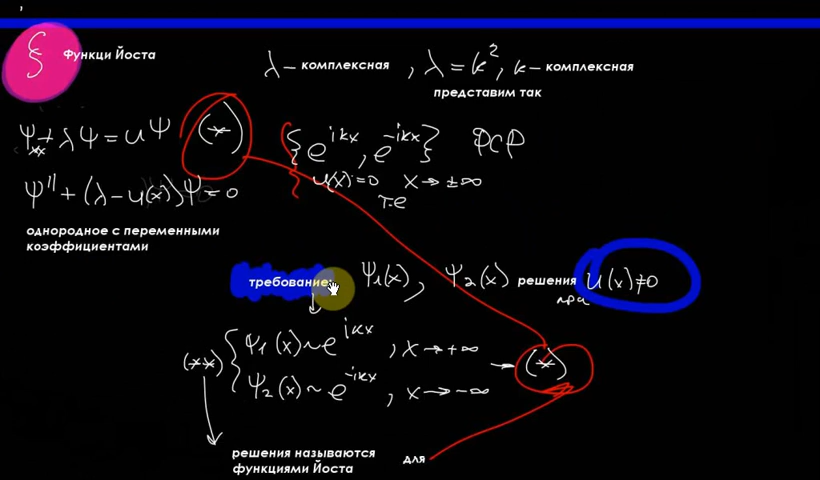 § Функци Йоста
λ – комплексная , λ = k², k – комплексная
представим так
Ψxx + λΨ = uΨ (*) { e^{ikx} , e^{-ikx} } ФСР
u(x)=0 x → ±∞
т.е
Ψ'' + (λ – u(x))Ψ = 0
однородное с переменными
коэффициентами
требование: Ψ₁(x), Ψ₂(x) решения u(x)≠0
при
(**) { Ψ₁(x) ~ e^{ikx} , x → +∞
Ψ₂(x) ~ e^{-ikx} , x → -∞ → (*)
решения называются
функциями Йоста для